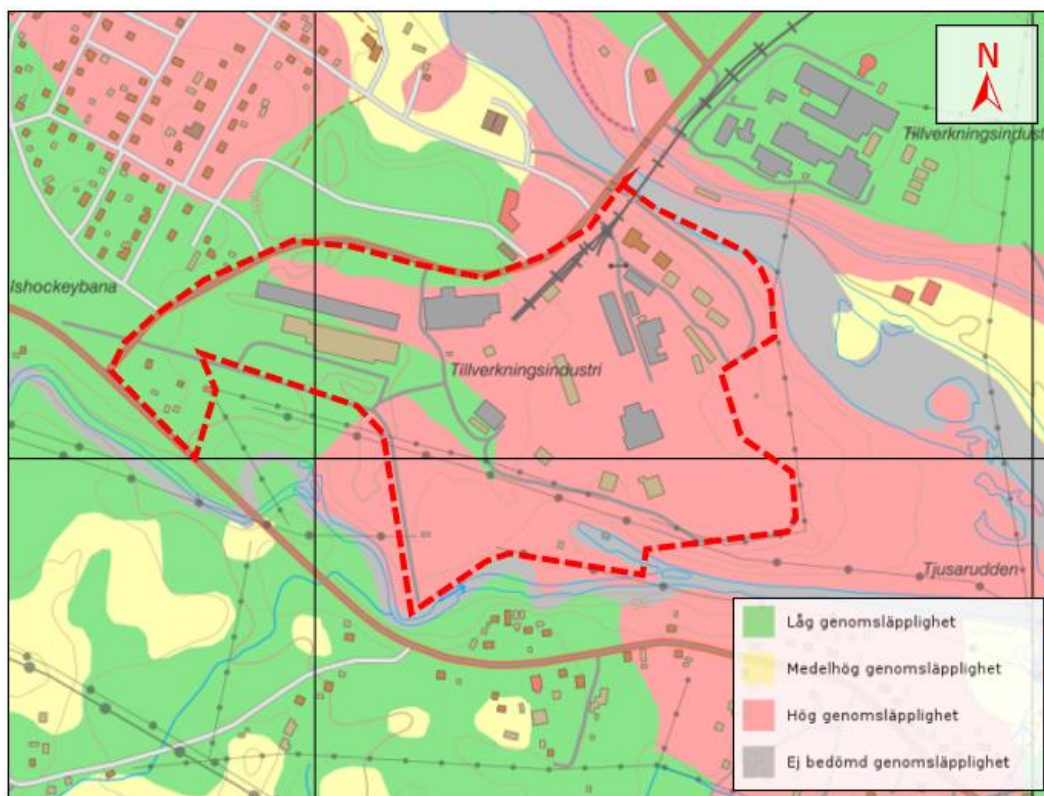 N
Tillverkningsindust
Ishockeybana
Tillverkningsindustri
Tjusarudden
Låg genomsläpplighet
Medelhög genomsläpplighet
Hög genomsläpplighet
Ej bedömd genomsläpplighet